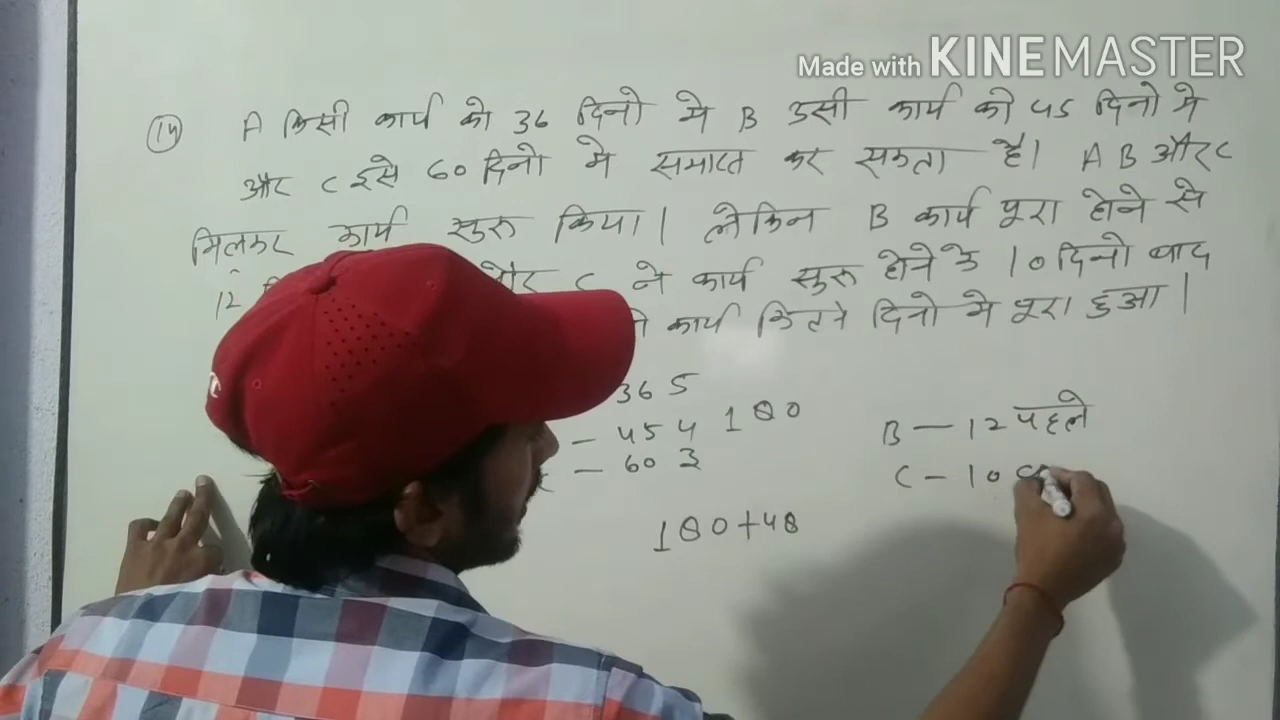 Made with KINEMASTER
(14) A किसी कार्य को 36 दिनो मे B उसी कार्य को 45 दिनो मे
और C इसे 60 दिनो मे समाप्त कर सकता है। A B और C
मिलकर कार्य सुरू किया। लेकिन B कार्य पूरा होने से
12 और C ने कार्य सुरू होने के 10 दिनो बाद
कार्य कितने दिनो मे पूरा हुआ।
36 5
- 45 4 180
C - 60 3
B - 12 पहले
C - 10
180+48